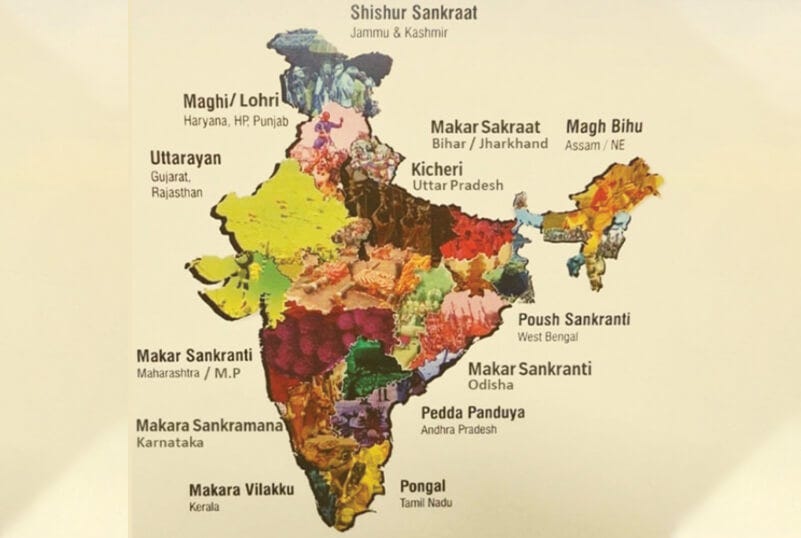 Shishur Sankraat
Jammu & Kashmir
Maghi/ Lohri
Haryana, HP, Punjab
Makar Sakraat
Bihar / Jharkhand
Magh Bihu
Assam / NE
Uttarayan
Gujarat,
Rajasthan
Kicheri
Uttar Pradesh
Poush Sankranti
West Bengal
Makar Sankranti
Maharashtra / M.P
Makar Sankranti
Odisha
Makara Sankramana
Karnataka
Pedda Panduya
Andhra Pradesh
Makara Vilakku
Kerala
Pongal
Tamil Nadu